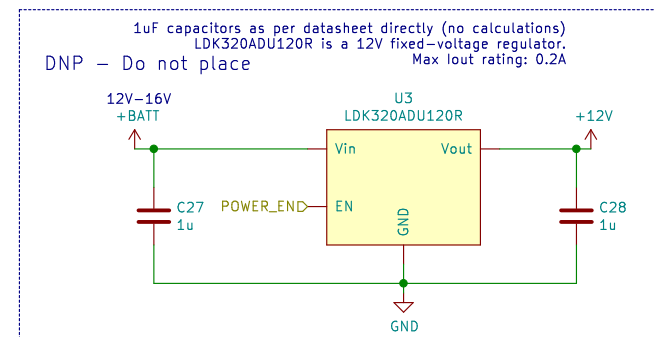 1uF capacitors as per datasheet directly (no calculations)
LDK320ADU120R is a 12V fixed-voltage regulator.
DNP - Do not place
Max Iout rating: 0.2A
12V-16V
+BATT
U3
LDK320ADU120R
+12V
Vin
Vout
C27
1u
POWER_EN
EN
GND
C28
1u
GND